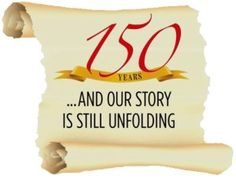 150
YEARS
...AND OUR STORY
IS STILL UNFOLDING